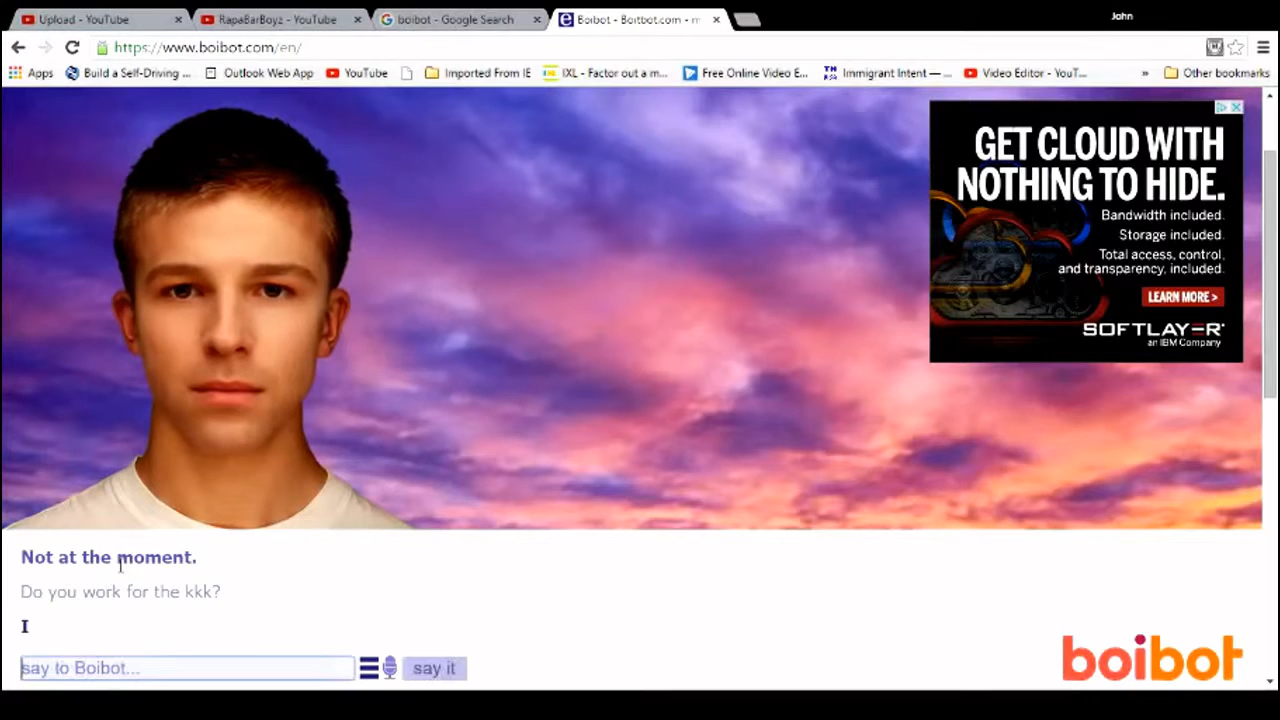 Upload - YouTube
RapaBarBoyz - YouTube
boibot - Google Search
Boibot - Boitbot.com - m
John
https://www.boibot.com/en/
Apps
Build a Self-Driving ...
Outlook Web App
YouTube
Imported From IE
IXL - Factor out a m...
Free Online Video E...
Immigrant Intent — ...
Video Editor - YouT...
»
Other bookmarks
GET CLOUD WITH
NOTHING TO HIDE.
Bandwidth included.
Storage included.
Total access, control,
and transparency, included.
LEARN MORE >
SOFTLAYER
an IBM Company
Not at the moment.
Do you work for the kkk?
I
say to Boibot...
say it
boibot